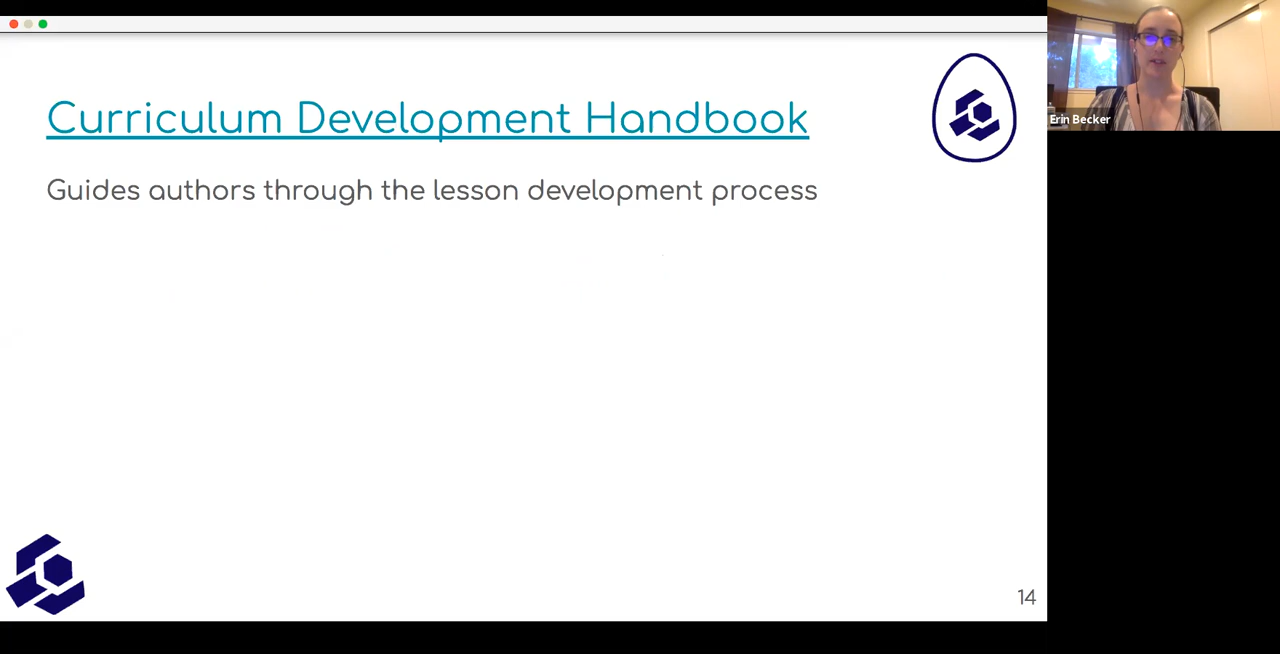 Curriculum Development Handbook
Guides authors through the lesson development process
14
Erin Becker